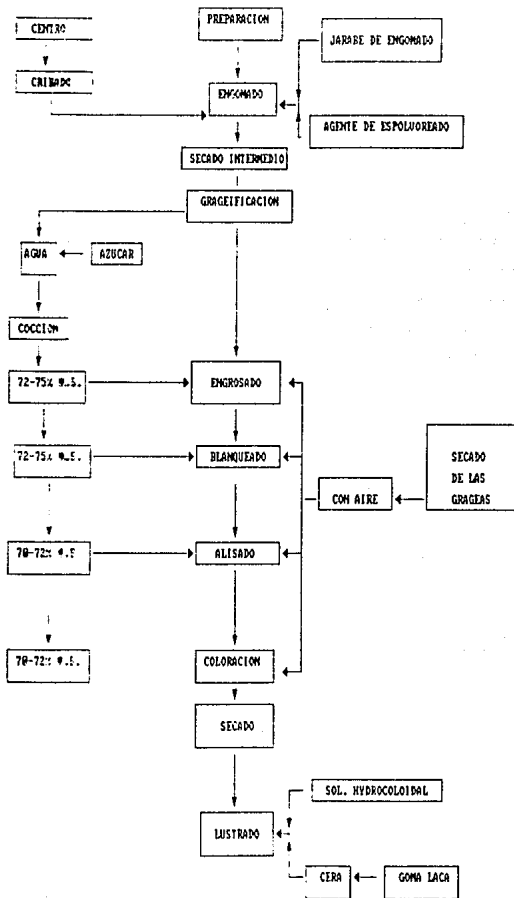 CENTRO
PREPARACION
JARABE DE ENGOMADO
CRIBADO
ENGOMADO
AGENTE DE ESPOLVOREADO
SECADO INTERMEDIO
GRAGEIFICACION
AGUA
AZUCAR
COCCION
72-75% W.S.
ENGROSADO
72-75% W.S.
BLANQUEADO
SECADO
DE LAS
GRAGEAS
CON AIRE
70-72% W.S
ALISADO
70-72% W.S.
COLORACION
SECADO
SOL. HYDROCOLOIDAL
LUSTRADO
CERA
GOMA LACA